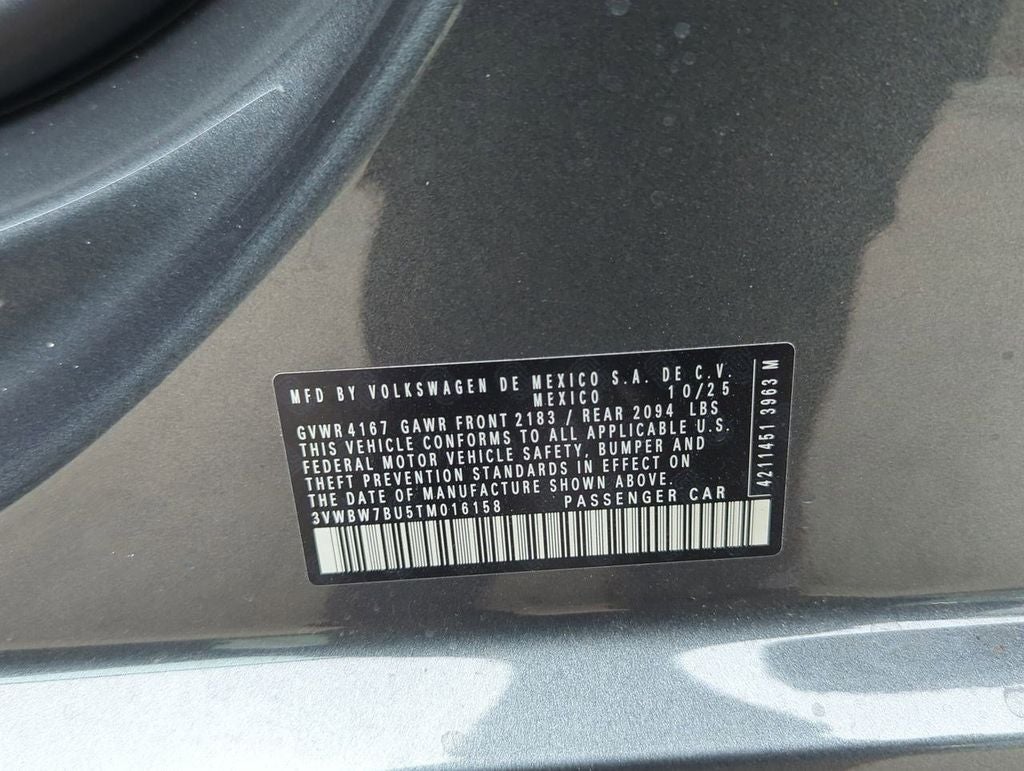 MFD BY VOLKSWAGEN DE MEXICO S.A. DE C.V.
MEXICO 10/25
GVWR 4167 GAWR FRONT 2183 / REAR 2094 LBS
THIS VEHICLE CONFORMS TO ALL APPLICABLE U.S.
FEDERAL MOTOR VEHICLE SAFETY, BUMPER AND
THEFT PREVENTION STANDARDS IN EFFECT ON
THE DATE OF MANUFACTURE SHOWN ABOVE.
3VWBW7BU5TM016158 PASSENGER CAR
4211451 3963 M